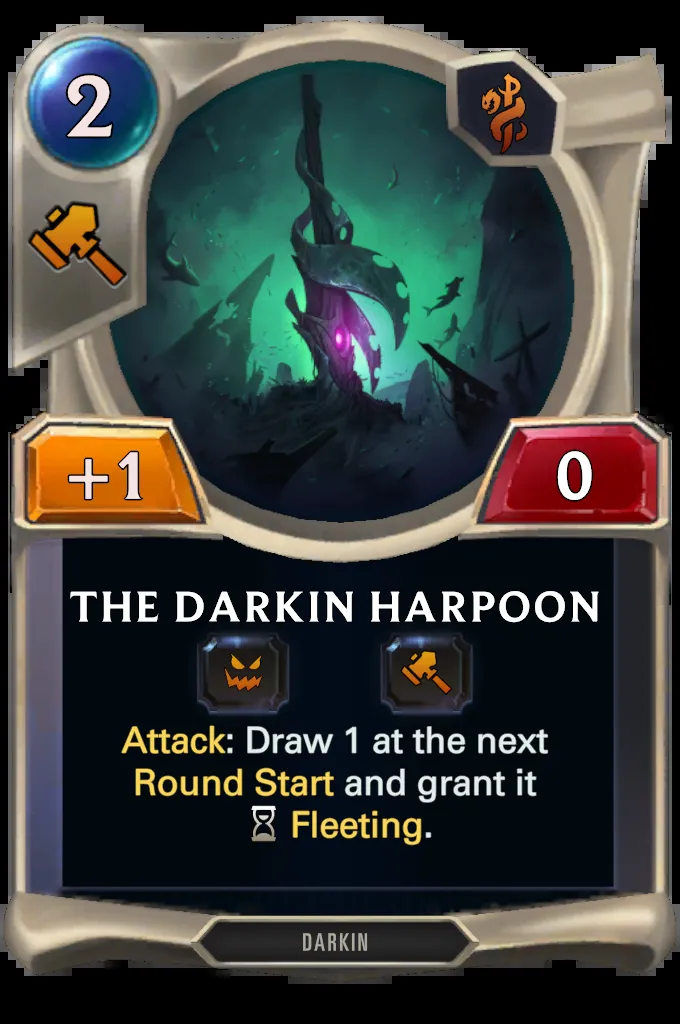 2
+1
0
THE DARKIN HARPOON
Attack: Draw 1 at the next
Round Start and grant it
Fleeting.
DARKIN